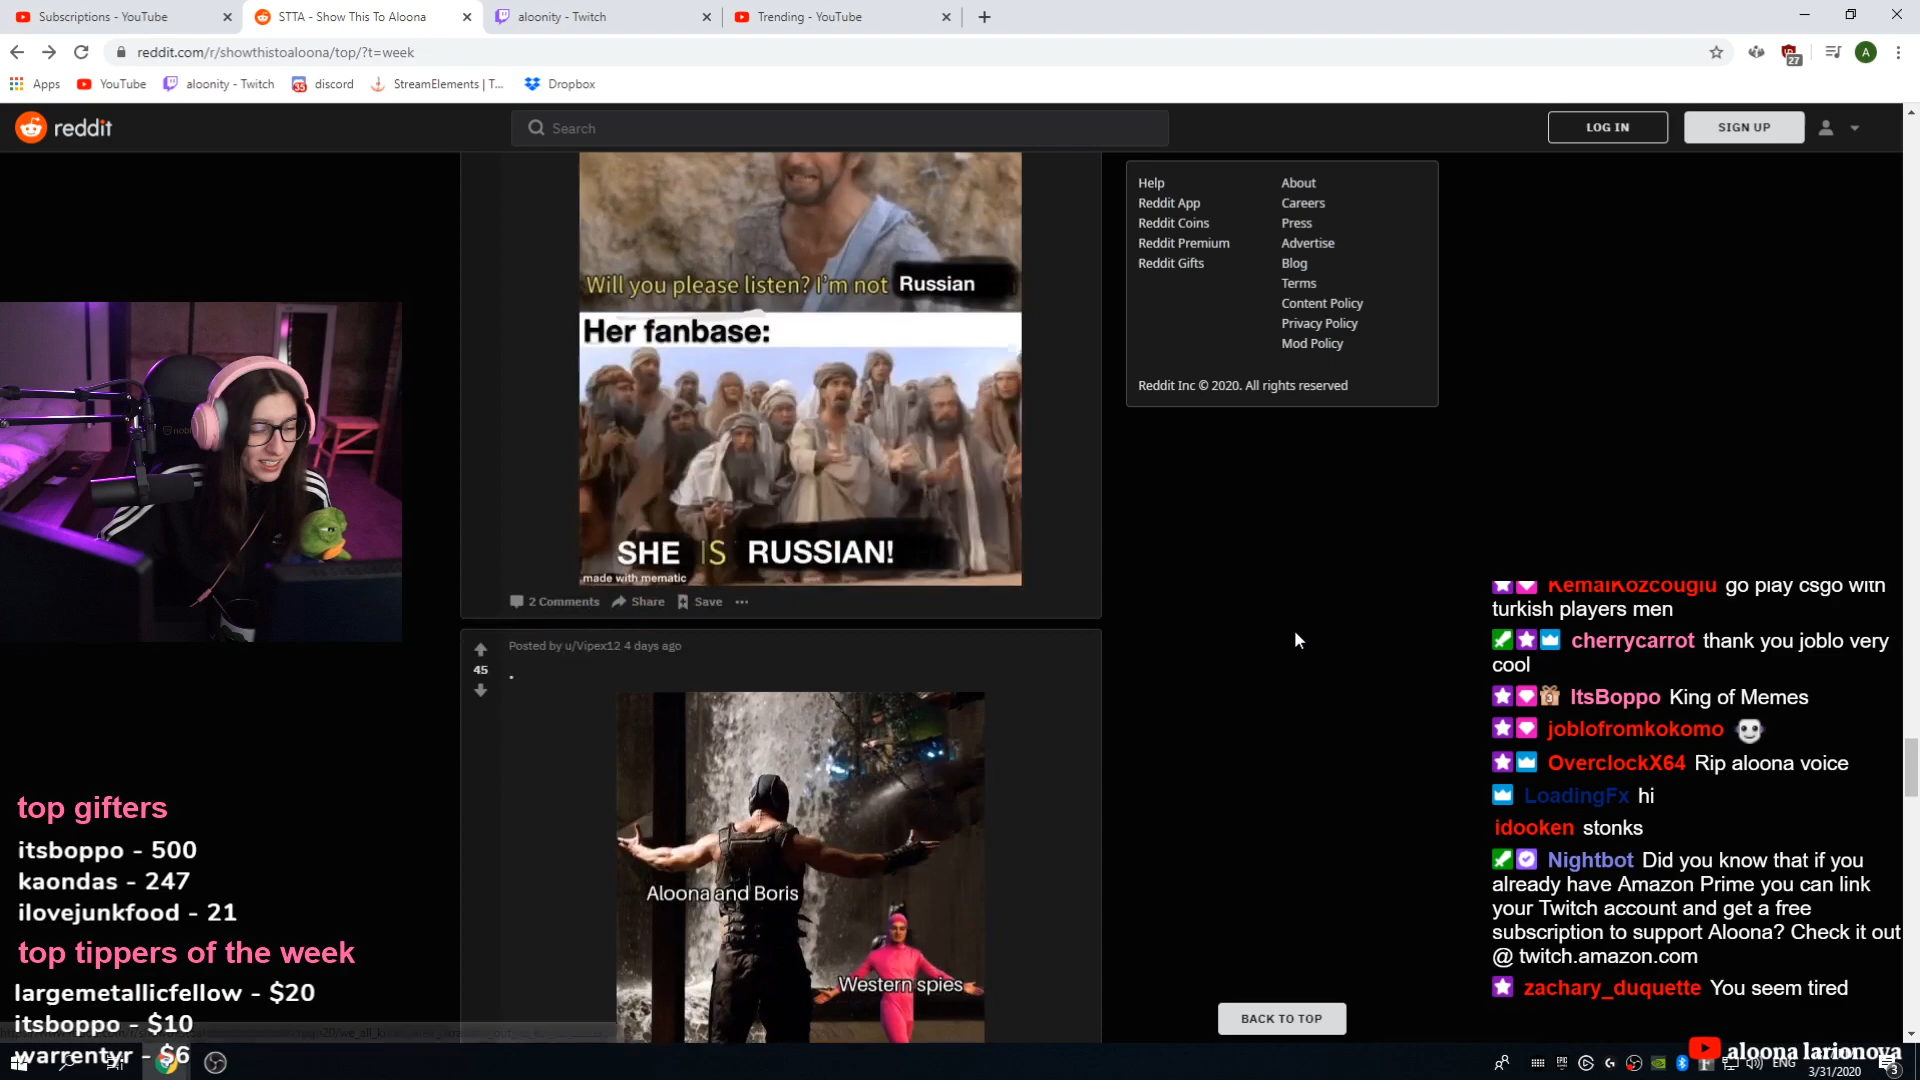 Subscriptions - YouTube
STTA - Show This To Aloona
aloonity - Twitch
Trending - YouTube
reddit.com/r/showthistoaloona/top/?t=week
27
A
Apps
YouTube
aloonity - Twitch
35
discord
StreamElements | T...
Dropbox
reddit
Search
LOG IN
SIGN UP
Will you please listen? I'm not Russian
Her fanbase:
SHE IS RUSSIAN!
made with mematic
2 Comments
Share
Save
Help
Reddit App
Reddit Coins
Reddit Premium
Reddit Gifts
About
Careers
Press
Advertise
Blog
Terms
Content Policy
Privacy Policy
Mod Policy
Reddit Inc © 2020. All rights reserved
Posted by u/Vipex12 4 days ago
45
.
Aloona and Boris
Western spies
BACK TO TOP
top gifters
itsboppo - 500
kaondas - 247
ilovejunkfood - 21
top tippers of the week
largemetallicfellow - $20
itsboppo - $10
warrentyr - $6
KemalKozcouglu go play csgo with
turkish players men
cherrycarrot thank you joblo very
cool
3
ItsBoppo King of Memes
joblofromkokomo
OverclockX64 Rip aloona voice
LoadingFx hi
idooken stonks
Nightbot Did you know that if you
already have Amazon Prime you can link
your Twitch account and get a free
subscription to support Aloona? Check it out
@ twitch.amazon.com
zachary_duquette You seem tired
aloona larionova
ENG
3/31/2020
3